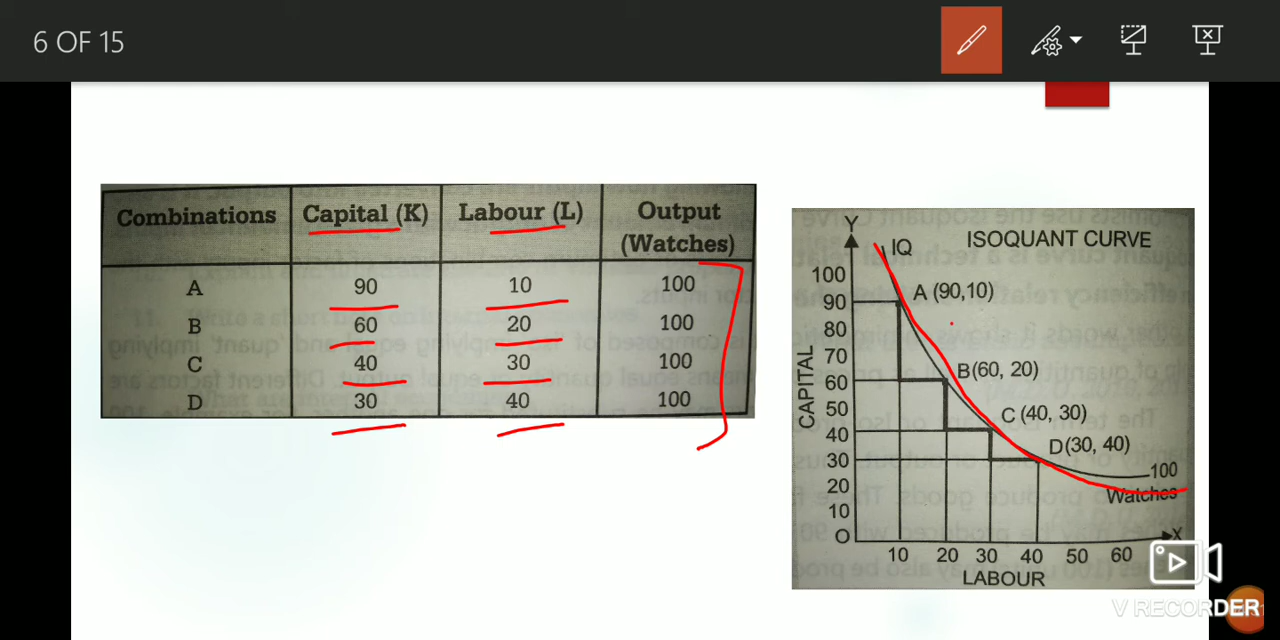 6 OF 15
Combinations Capital (K) Labour (L) Output (Watches)
A 90 10 100
B 60 20 100
C 40 30 100
D 30 40 100
Y
IQ
ISOQUANT CURVE
100
90
80
70
60
50
40
30
20
10
O
CAPITAL
A (90,10)
B (60, 20)
C (40, 30)
D (30, 40)
100
Watches
X
10 20 30 40 50 60
LABOUR
V RECORDER